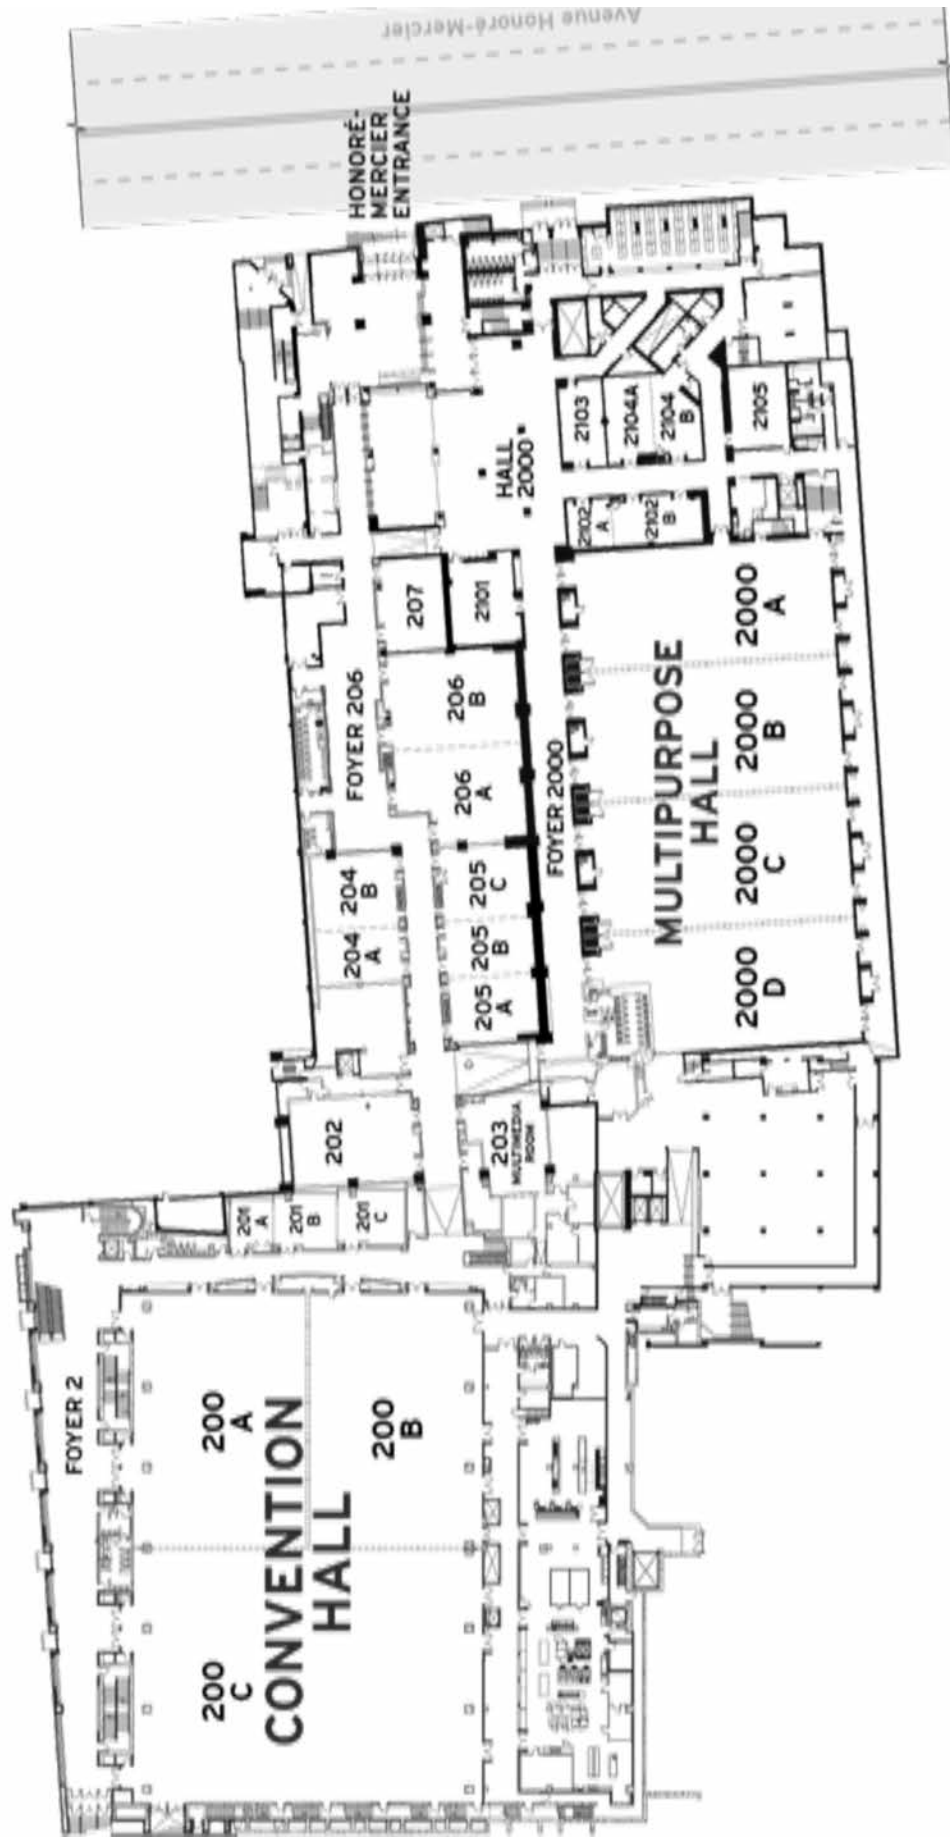 Avenue Honoré-Mercier
HONORÉ-
MERCIER
ENTRANCE
HALL
2000
2103
2104A
2104
B
2105
2102
A
2102
B
207
2101
FOYER 206
206
B
206
A
FOYER 2000
MULTIPURPOSE
HALL
2000
A
2000
B
2000
C
2000
D
204
B
204
A
205
C
205
B
205
A
202
203
MULTIMEDIA
ROOM
201
A
201
B
201
C
FOYER 2
CONVENTION
HALL
200
A
200
B
200
C